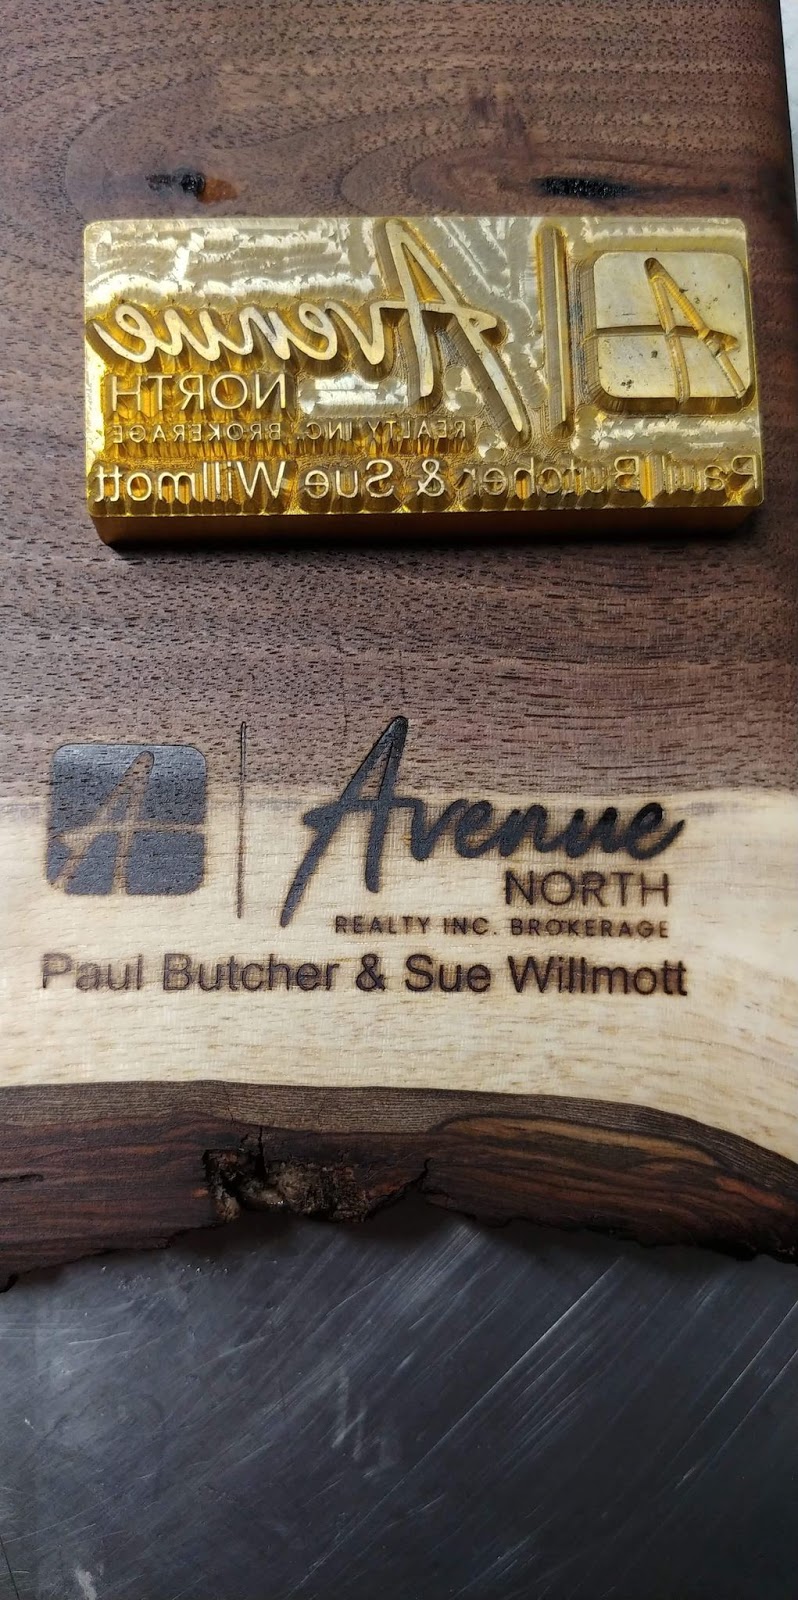 Avenue
NORTH
REALTY INC. BROKERAGE
Paul Butcher & Sue Willmott
A
Avenue
NORTH
REALTY INC. BROKERAGE
Paul Butcher & Sue Willmott